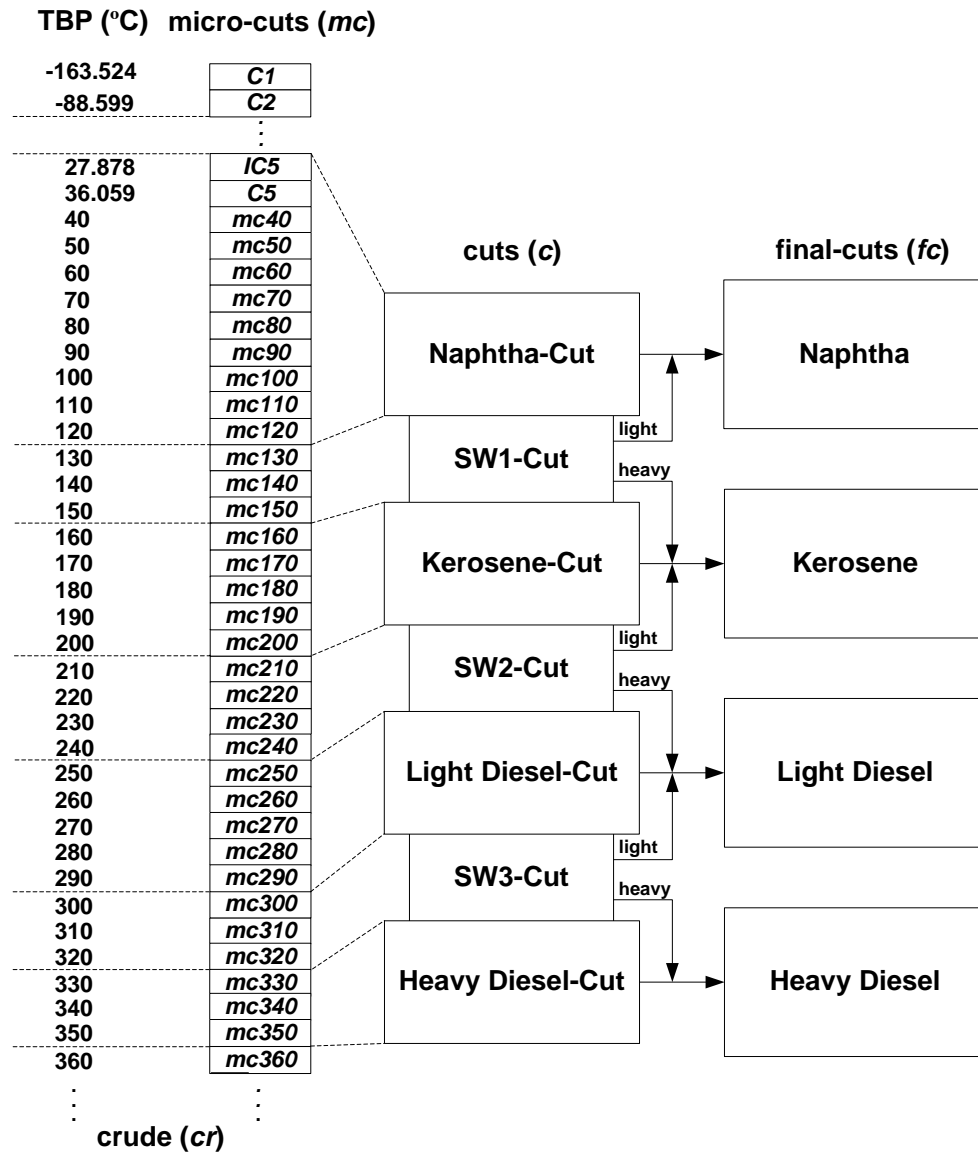 TBP (ºC) micro-cuts (mc)
-163.524 C1
-88.599 C2
27.878 IC5
36.059 C5
40 mc40
50 mc50
60 mc60
70 mc70
80 mc80
90 mc90
100 mc100
110 mc110
120 mc120
130 mc130
140 mc140
150 mc150
160 mc160
170 mc170
180 mc180
190 mc190
200 mc200
210 mc210
220 mc220
230 mc230
240 mc240
250 mc250
260 mc260
270 mc270
280 mc280
290 mc290
300 mc300
310 mc310
320 mc320
330 mc330
340 mc340
350 mc350
360 mc360
crude (cr)
cuts (c)
Naphtha-Cut
light
SW1-Cut
heavy
Kerosene-Cut
light
SW2-Cut
heavy
Light Diesel-Cut
light
SW3-Cut
heavy
Heavy Diesel-Cut
final-cuts (fc)
Naphtha
Kerosene
Light Diesel
Heavy Diesel